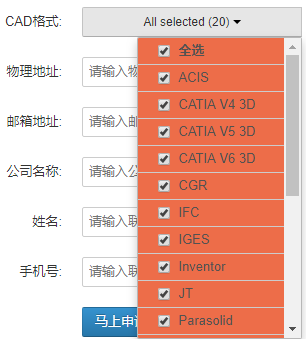 CAD格式:
All selected (20)
全选
物理地址:
请输入物
ACIS
CATIA V4 3D
邮箱地址:
请输入邮
CATIA V5 3D
CATIA V6 3D
公司名称:
请输入公
CGR
IFC
姓名:
请输入联
IGES
Inventor
手机号:
请输入联
JT
马上申请
Parasolid